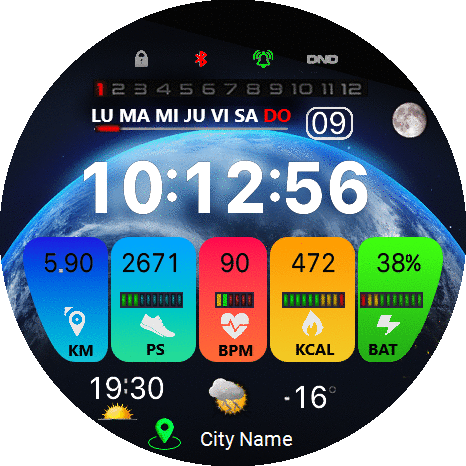 DND
1 2 3 4 5 6 7 8 9 10 11 12
LU MA MI JU VI SA DO
09
10:12:56
5.90 2671 90 472 38%
KM PS BPM KCAL BAT
19:30 -16°
City Name